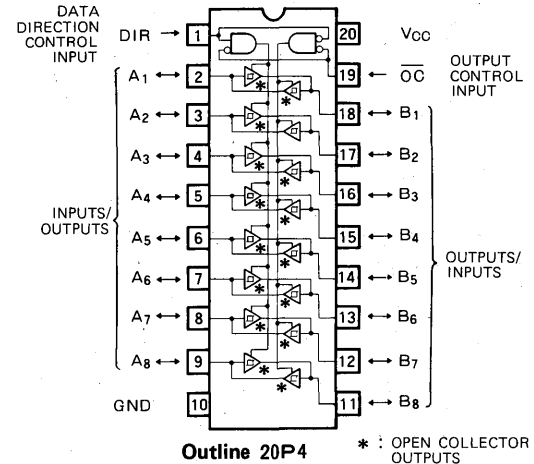 DATA
DIRECTION
CONTROL
INPUT
DIR → 1
20 VCC
A1 ↔ 2
19 ← OC̅
OUTPUT
CONTROL
INPUT
A2 ↔ 3
18 ↔ B1
A3 ↔ 4
17 ↔ B2
A4 ↔ 5
16 ↔ B3
INPUTS/
OUTPUTS
A5 ↔ 6
15 ↔ B4
A6 ↔ 7
14 ↔ B5
OUTPUTS/
INPUTS
A7 ↔ 8
13 ↔ B6
A8 ↔ 9
12 ↔ B7
GND 10
11 ↔ B8
Outline 20P4
* : OPEN COLLECTOR
OUTPUTS